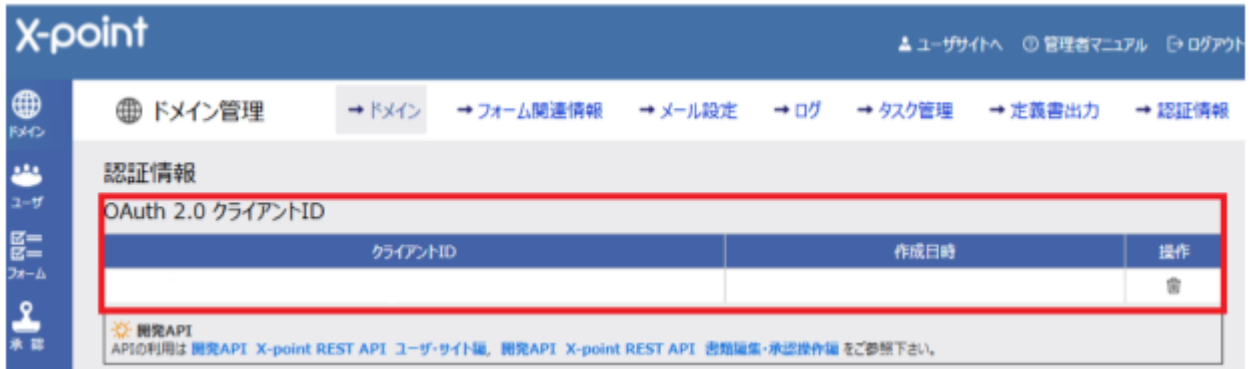 X-point
ユーザサイトへ 管理者マニュアル ログアウト
ドメイン
ドメイン管理 →ドメイン →フォーム関連情報 →メール設定 →ログ →タスク管理 →定義書出力 →認証情報
ユーザ
フォーム
承認
認証情報
OAuth 2.0 クライアントID
クライアントID 作成日時 操作
開発API
APIの利用は 開発API X-point REST API ユーザ・サイト編, 開発API X-point REST API 書類編集・承認操作編 をご参照下さい。